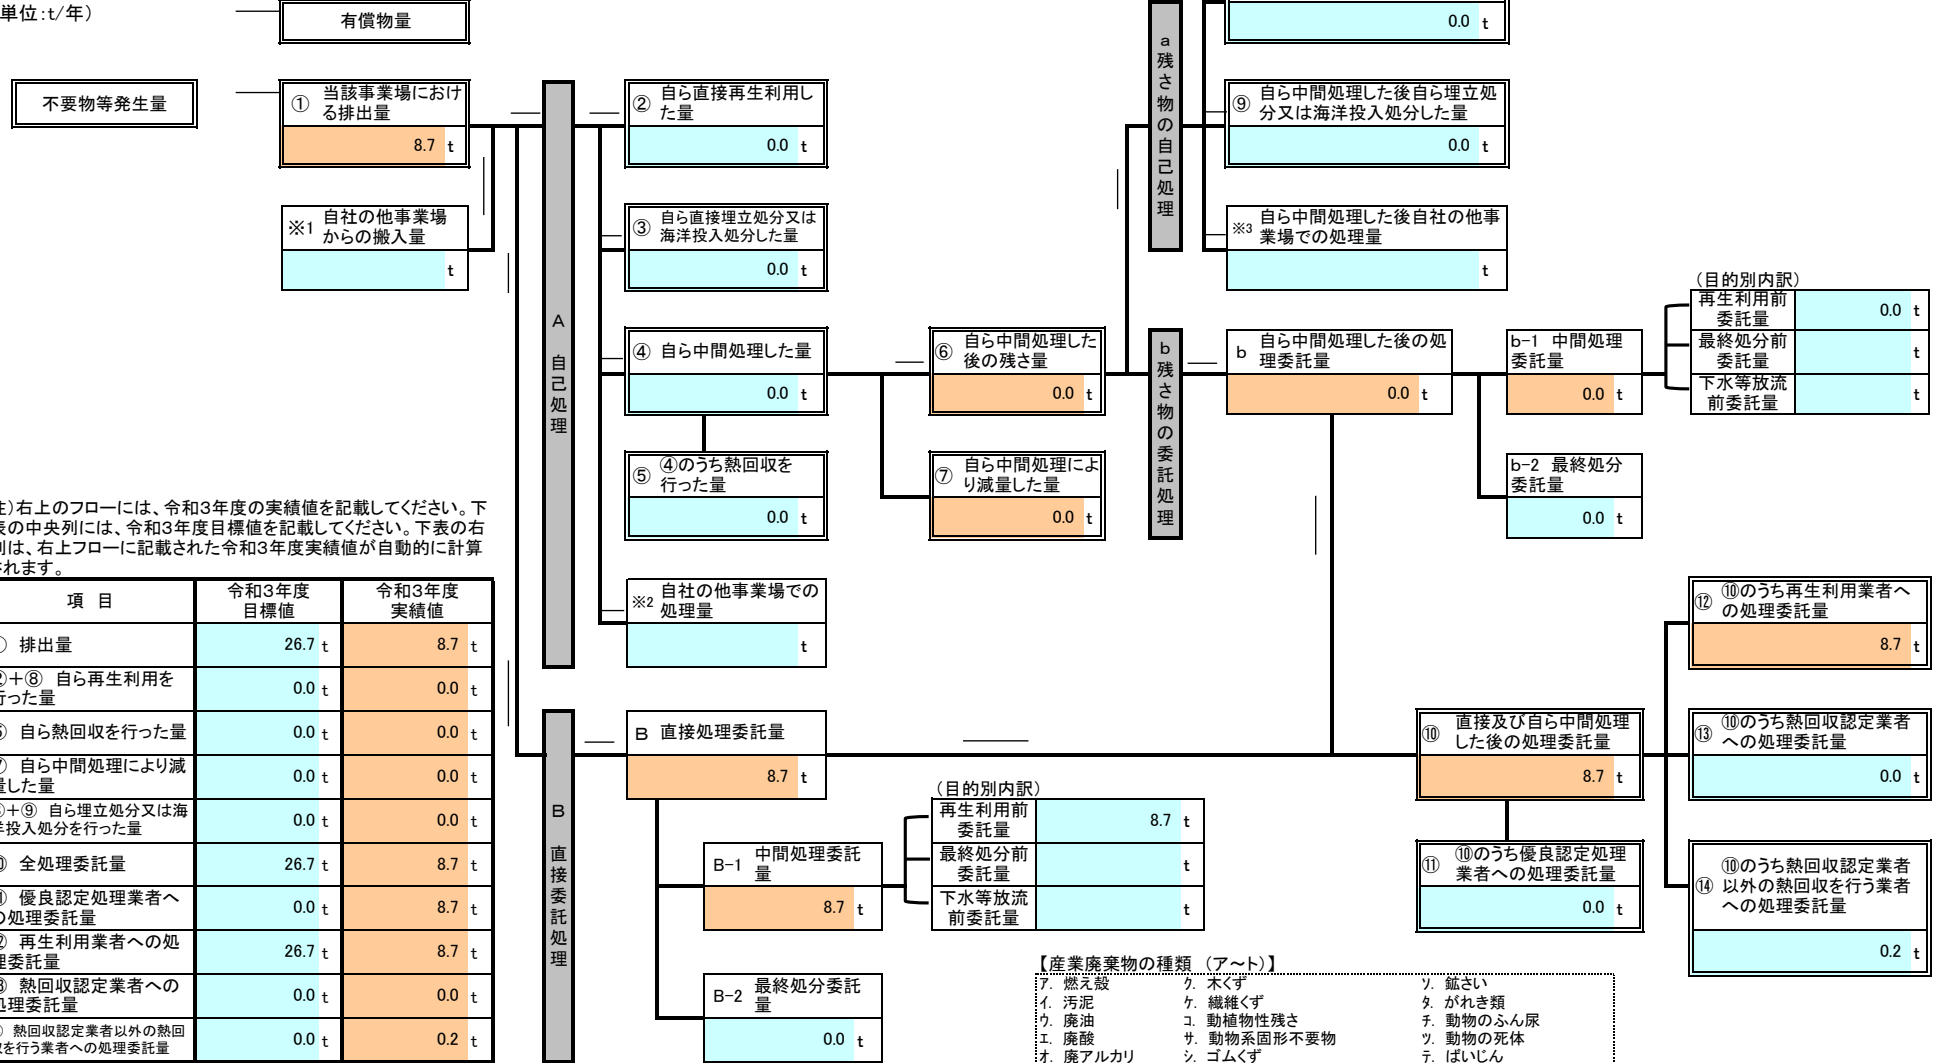 単位:t/年）
有償物量
0.0 t
不要物等発生量
① 当該事業場におけ
る排出量
8.7 t
※1 自社の他事業場
からの搬入量
t
A 自己処理
② 自ら直接再生利用し
た量
0.0 t
③ 自ら直接埋立処分又は
海洋投入処分した量
0.0 t
④ 自ら中間処理した量
0.0 t
⑤ ④のうち熱回収を
行った量
0.0 t
※2 自社の他事業場での
処理量
t
⑥ 自ら中間処理した
後の残さ量
0.0 t
⑦ 自ら中間処理によ
り減量した量
0.0 t
a 残さ物の自己処理
⑨ 自ら中間処理した後自ら埋立処
分又は海洋投入処分した量
0.0 t
※3 自ら中間処理した後自社の他事
業場での処理量
t
b 残さ物の委託処理
b 自ら中間処理した後の処
理委託量
0.0 t
b-1 中間処理
委託量
0.0 t
b-2 最終処分
委託量
0.0 t
（目的別内訳）
再生利用前
委託量 0.0 t
最終処分前
委託量 t
下水等放流
前委託量 t
注）右上のフローには、令和3年度の実績値を記載してください。下
表の中央列には、令和3年度目標値を記載してください。下表の右
列は、右上フローに記載された令和3年度実績値が自動的に計算
されます。
項 目 令和3年度
目標値 令和3年度
実績値
① 排出量 26.7 t 8.7 t
②＋⑧ 自ら再生利用を
行った量 0.0 t 0.0 t
⑤ 自ら熱回収を行った量 0.0 t 0.0 t
⑦ 自ら中間処理により減
量した量 0.0 t 0.0 t
③＋⑨ 自ら埋立処分又は海
洋投入処分を行った量 0.0 t 0.0 t
⑩ 全処理委託量 26.7 t 8.7 t
⑪ 優良認定処理業者へ
の処理委託量 0.0 t 8.7 t
⑫ 再生利用業者への処
理委託量 26.7 t 8.7 t
⑬ 熱回収認定業者への
処理委託量 0.0 t 0.0 t
⑭ 熱回収認定業者以外の熱回
収を行う業者への処理委託量 0.0 t 0.2 t
B 直接委託処理
B 直接処理委託量
8.7 t
B-1 中間処理委託
量
8.7 t
B-2 最終処分委託
量
0.0 t
（目的別内訳）
再生利用前
委託量 8.7 t
最終処分前
委託量 t
下水等放流
前委託量 t
⑩ 直接及び自ら中間処理
した後の処理委託量
8.7 t
⑪ ⑩のうち優良認定処理
業者への処理委託量
0.0 t
⑫ ⑩のうち再生利用業者へ
の処理委託量
8.7 t
⑬ ⑩のうち熱回収認定業者
への処理委託量
0.0 t
⑭ ⑩のうち熱回収認定業者
以外の熱回収を行う業者
への処理委託量
0.2 t
【産業廃棄物の種類 （ア～ト）】
ア. 燃え殻 ク. 木くず ソ. 鉱さい
イ. 汚泥 ケ. 繊維くず タ. がれき類
ウ. 廃油 コ. 動植物性残さ チ. 動物のふん尿
エ. 廃酸 サ. 動物系固形不要物 ツ. 動物の死体
オ. 廃アルカリ シ. ゴムくず テ. ばいじん